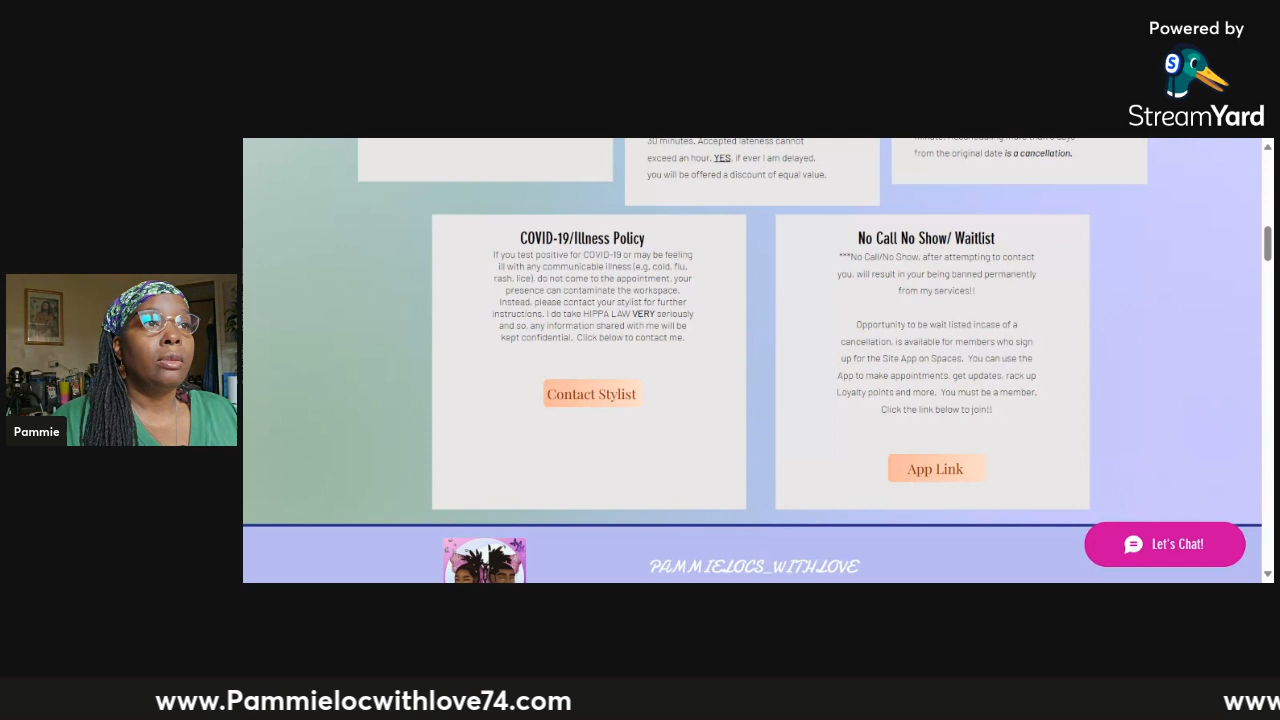 Powered by
S
StreamYard
30 minutes. Accepted lateness cannot
exceed an hour. YES, if ever I am delayed,
you will be offered a discount of equal value.
from the original date is a cancellation.
COVID-19/Illness Policy
If you test positive for COVID-19 or may be feeling
ill with any communicable illness (e.g, cold, flu,
rash, lice), do not come to the appointment, your
presence can contaminate the workspace.
Instead, please contact your stylist for further
instructions. I do take HIPPA LAW VERY seriously
and so, any information shared with me will be
kept confidential. Click below to contact me.
Contact Stylist
No Call No Show/ Waitlist
***No Call/No Show, after attempting to contact
you, will result in your being banned permanently
from my services!!
Opportunity to be wait listed incase of a
cancellation, is available for members who sign
up for the Site App on Spaces. You can use the
App to make appointments, get updates, rack up
Loyalty points and more. You must be a member.
Click the link below to join!!
App Link
Let's Chat!
PAMMIELOCS_WITHLOVE
Pammie
www.Pammielocwithlove74.com
www